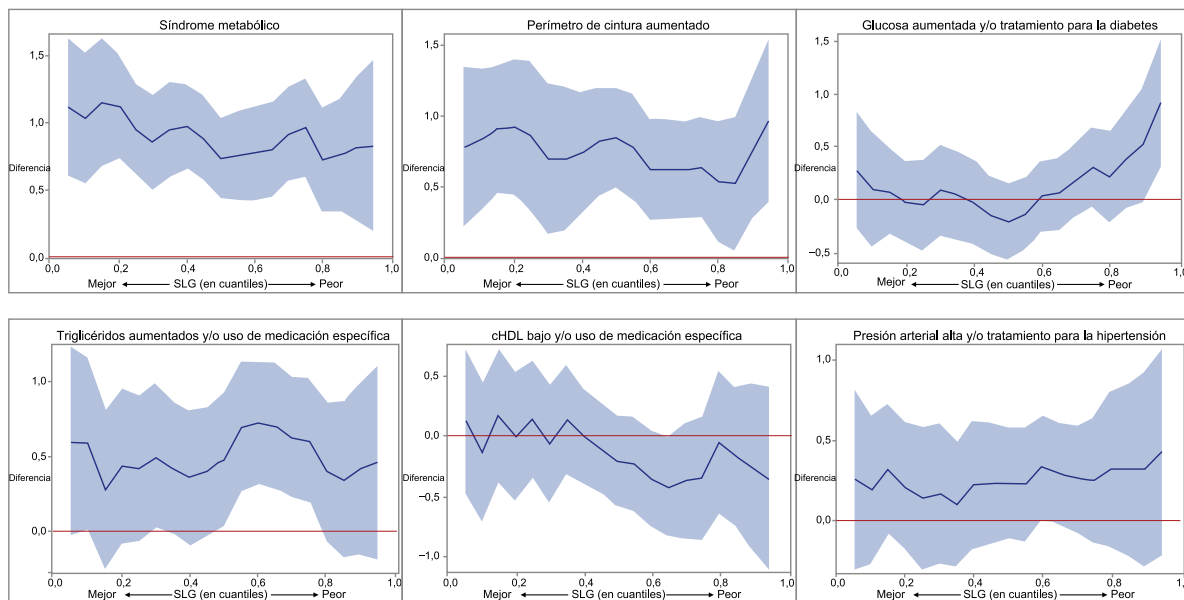 Síndrome metabólico
1,5
1,0
Diferencia
0,5
0,0
0,0 0,2 0,4 0,6 0,8 1,0
Mejor SLG (en cuantiles) Peor
Perímetro de cintura aumentado
1,5
1,0
Diferencia
0,5
0,0
0,0 0,2 0,4 0,6 0,8 1,0
Mejor SLG (en cuantiles) Peor
Glucosa aumentada y/o tratamiento para la diabetes
1,5
1,0
0,5
Diferencia
0,0
−0,5
0,0 0,2 0,4 0,6 0,8 1,0
Mejor SLG (en cuantiles) Peor
Triglicéridos aumentados y/o uso de medicación específica
1,0
0,5
Diferencia
0,0
0,0 0,2 0,4 0,6 0,8 1,0
Mejor SLG (en cuantiles) Peor
cHDL bajo y/o uso de medicación específica
0,5
0,0
Diferencia
−0,5
−1,0
0,0 0,2 0,4 0,6 0,8 1,0
Mejor SLG (en cuantiles) Peor
Presión arterial alta y/o tratamiento para la hipertensión
1,0
0,5
Diferencia
0,0
0,0 0,2 0,4 0,6 0,8 1,0
Mejor SLG (en cuantiles) Peor